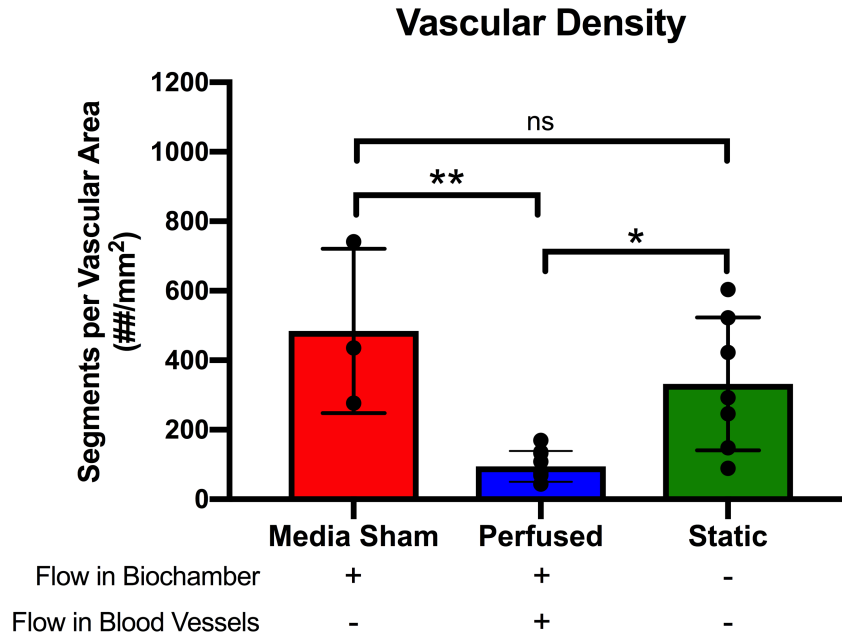 Vascular Density
Segments per Vascular Area
(##/mm²)
1200
1000
800
600
400
200
0
ns
**
*
Media Sham Perfused Static
Flow in Biochamber + + -
Flow in Blood Vessels - + -